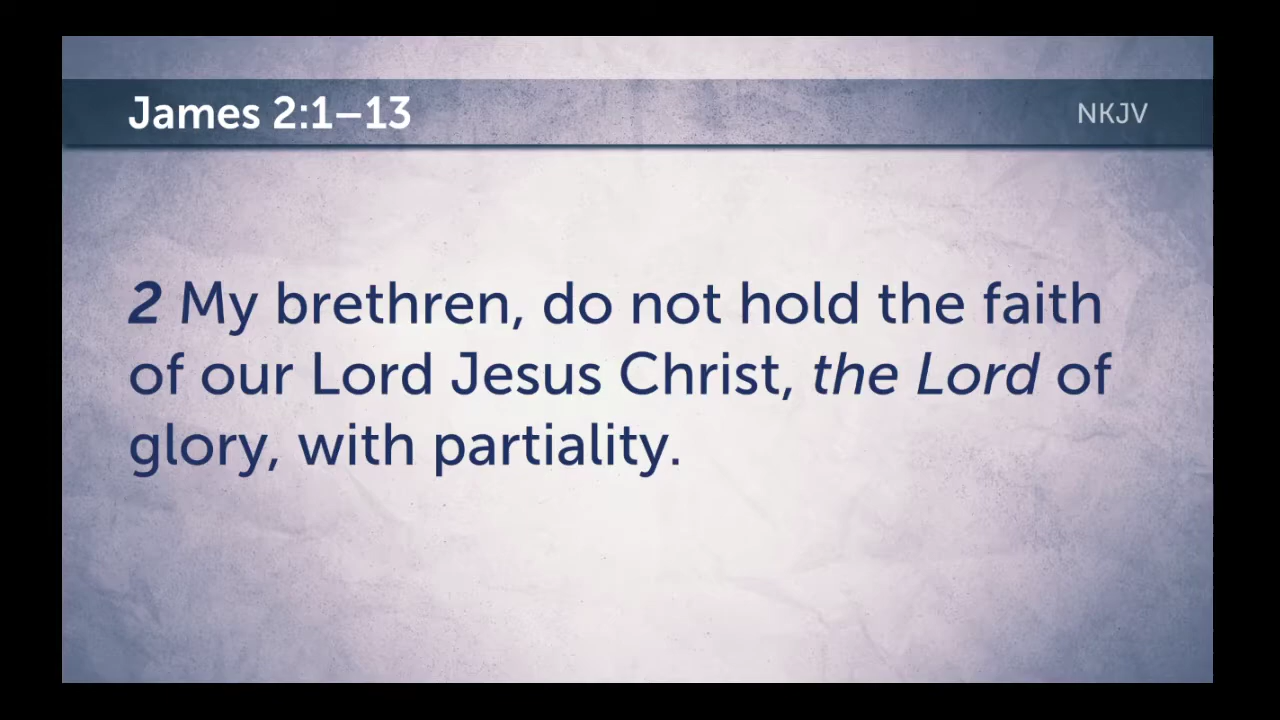 James 2:1–13 NKJV
2 My brethren, do not hold the faith
of our Lord Jesus Christ, the Lord of
glory, with partiality.